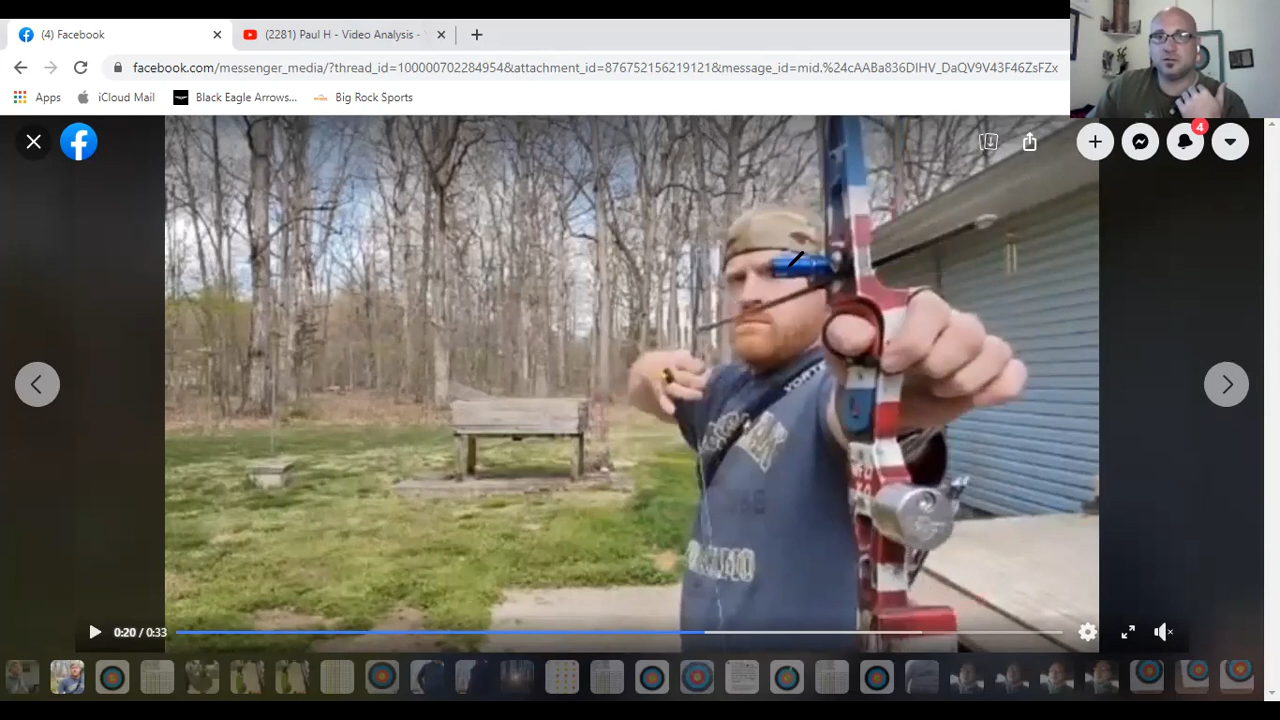 (4) Facebook
(2281) Paul H - Video Analysis -
facebook.com/messenger_media/?thread_id=100000702284954&attachment_id=876752156219121&message_id=mid.%24cAABa836DIHV_DaQV9V43F46ZsFZx
Apps
iCloud Mail
Black Eagle Arrows...
Big Rock Sports
4
VORTEX
0:20 / 0:33